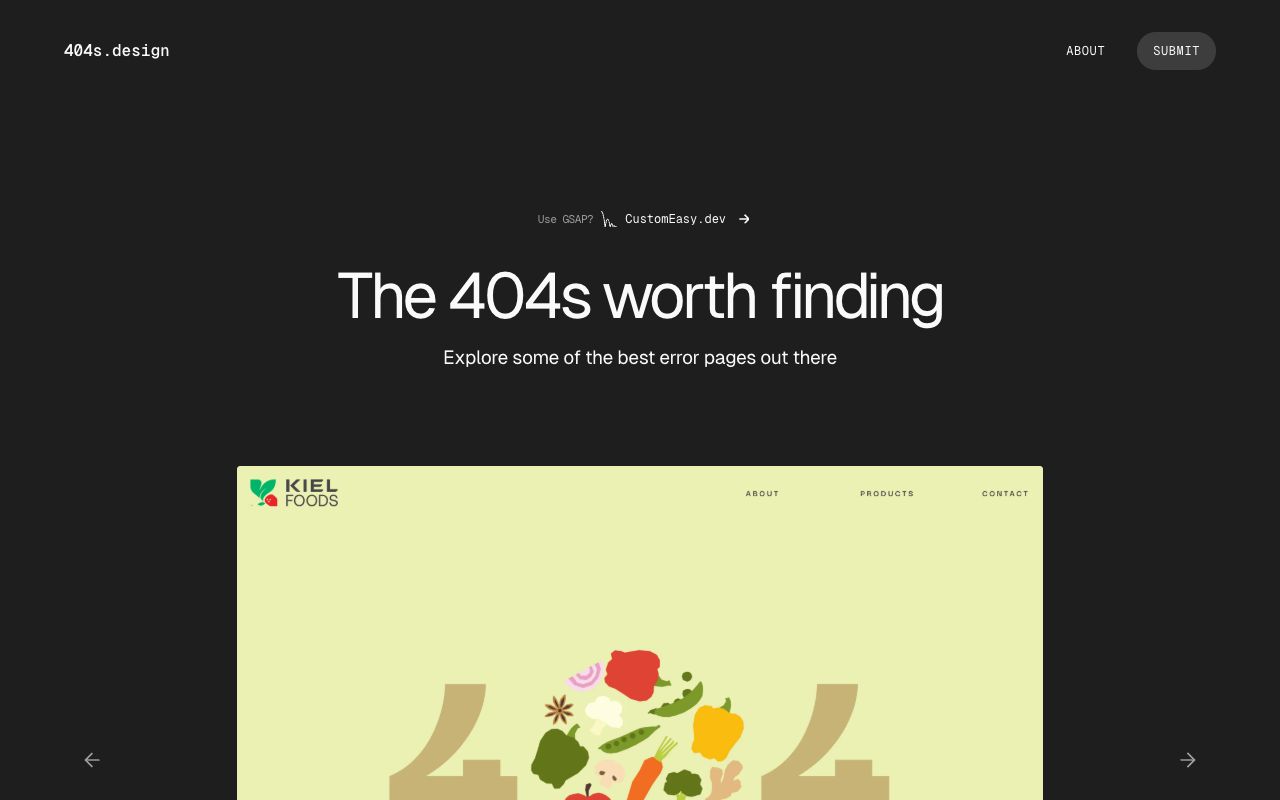 404s.design
ABOUT
SUBMIT
Use GSAP? CustomEasy.dev →
The 404s worth finding
Explore some of the best error pages out there
KIEL
FOODS
ABOUT
PRODUCTS
CONTACT
4 4
← →